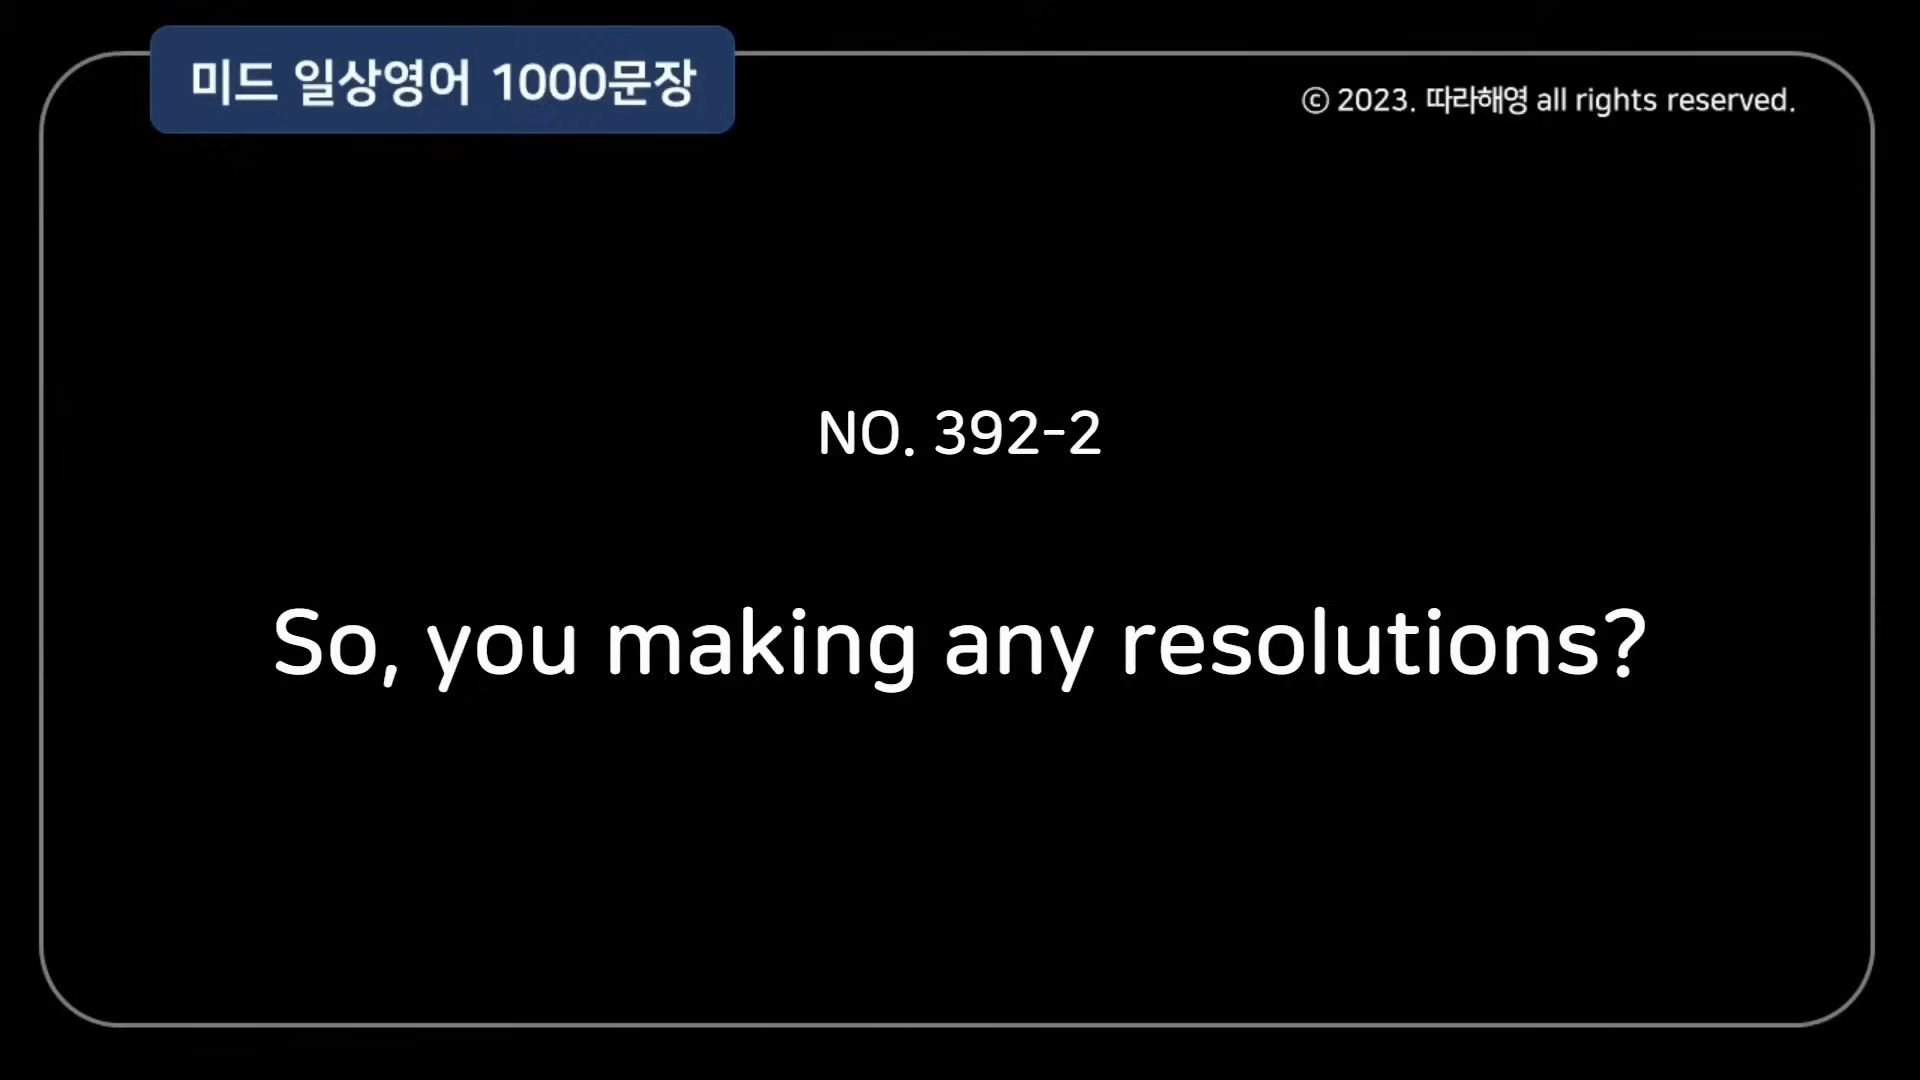 미드 일상영어 1000문장
© 2023. 따라해영 all rights reserved.
NO. 392-2
So, you making any resolutions?